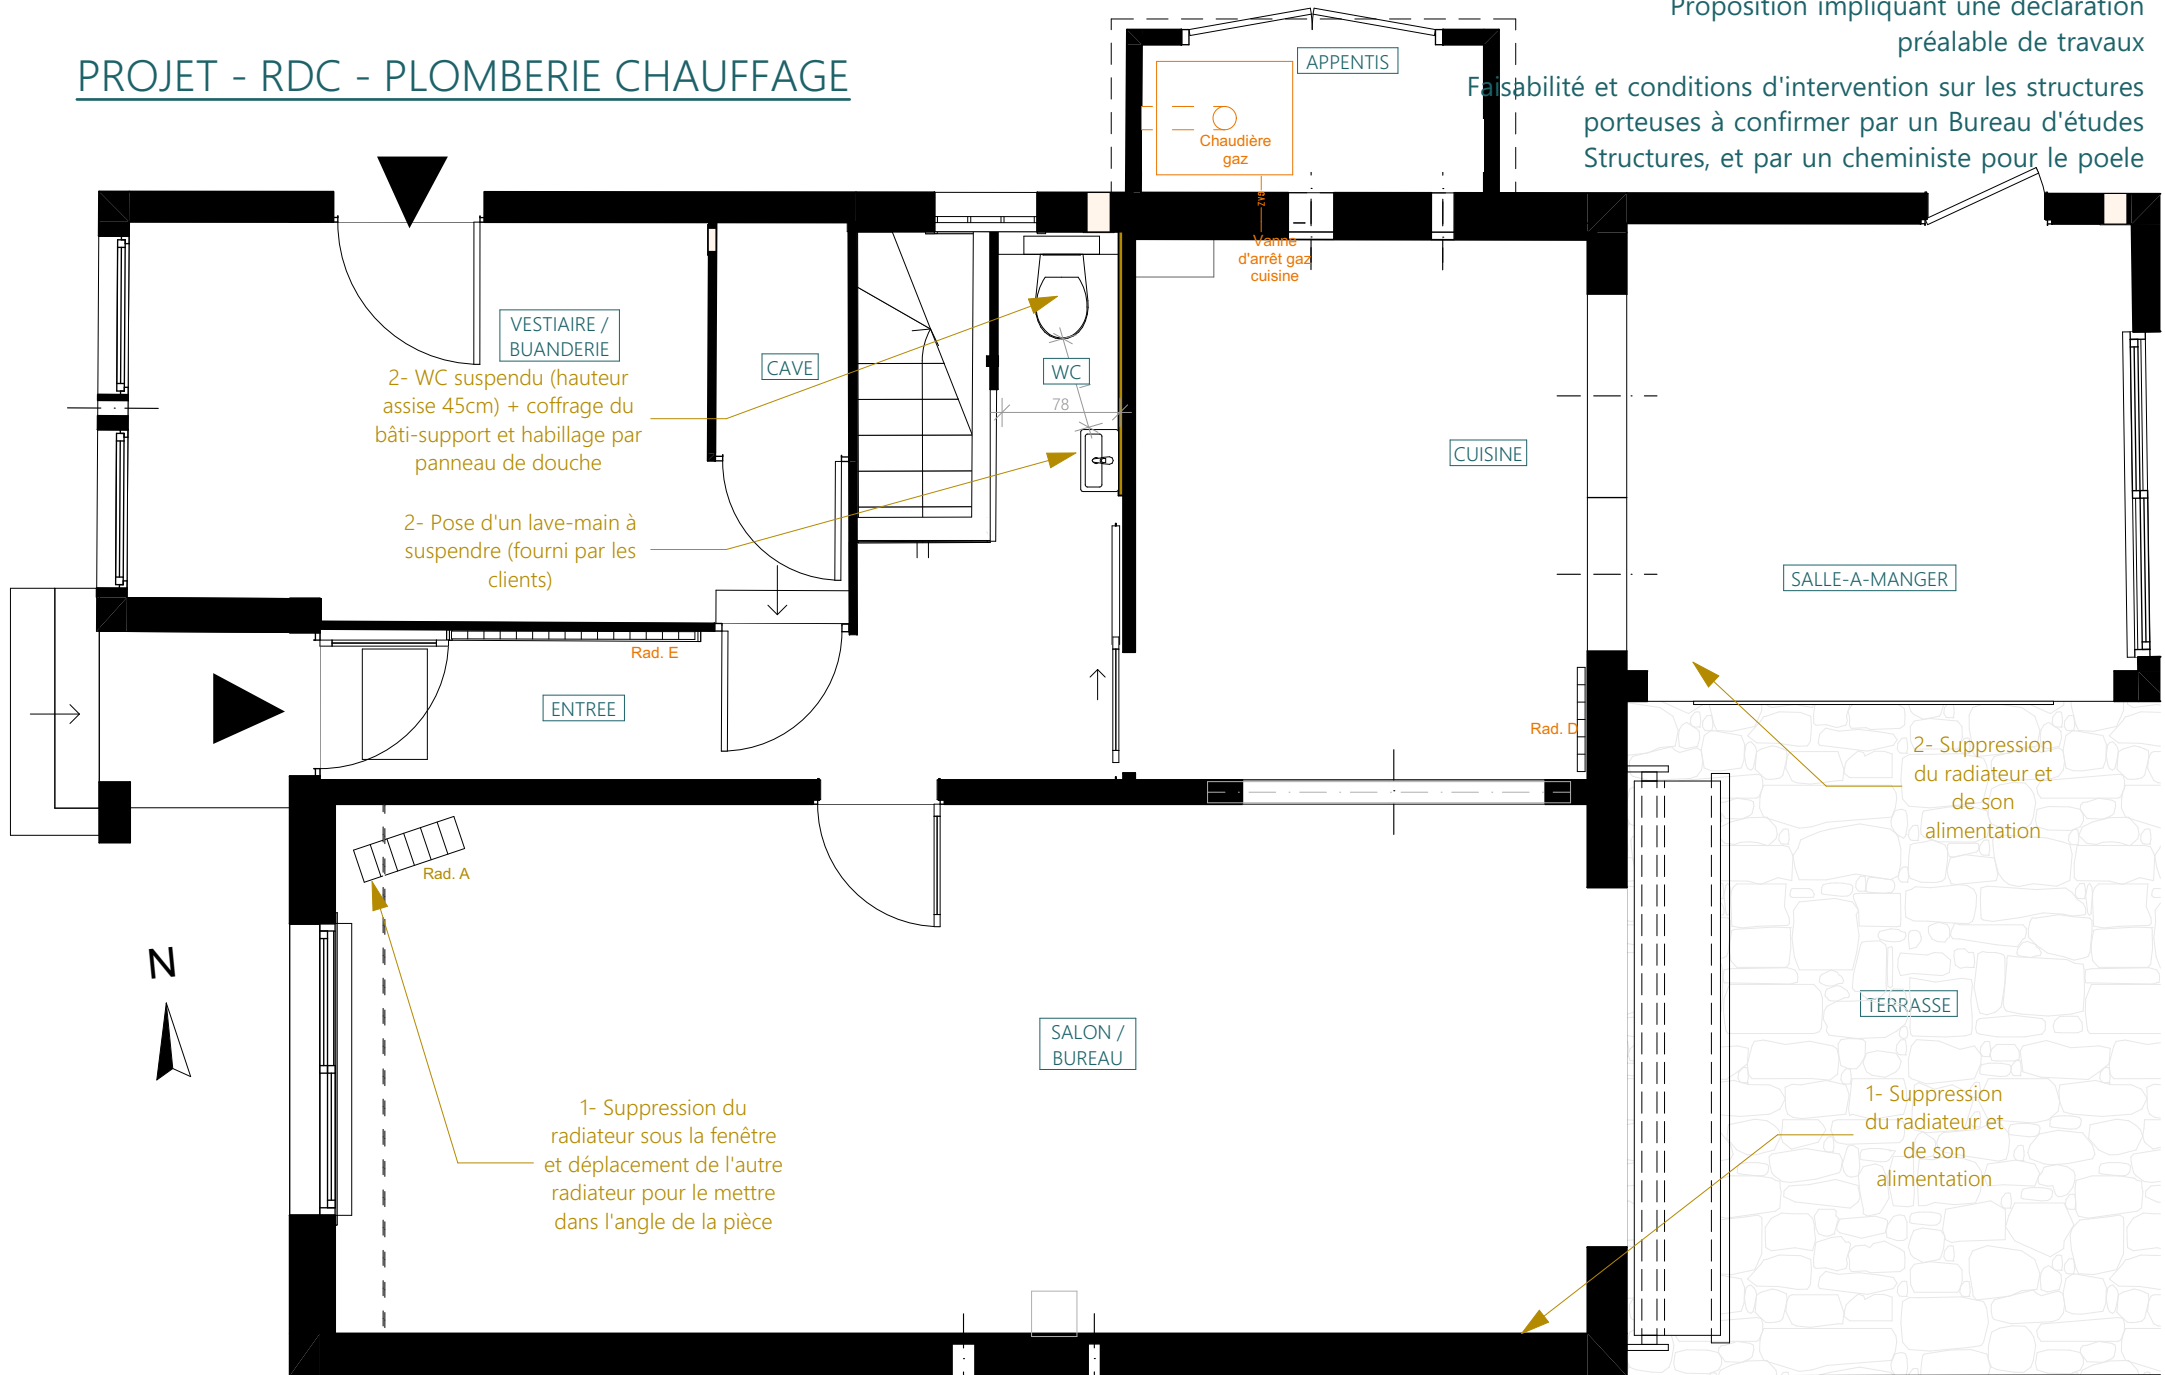 Proposition impliquant une déclaration
préalable de travaux
PROJET - RDC - PLOMBERIE CHAUFFAGE
Faisabilité et conditions d'intervention sur les structures
porteuses à confirmer par un Bureau d'études
Structures, et par un cheministe pour le poele
APPENTIS
Chaudière
gaz
GAZ
Vanne
d'arrêt gaz
cuisine
VESTIAIRE /
BUANDERIE
2- WC suspendu (hauteur
assise 45cm) + coffrage du
bâti-support et habillage par
panneau de douche
CAVE
WC
78
CUISINE
2- Pose d'un lave-main à
suspendre (fourni par les
clients)
SALLE-A-MANGER
Rad. E
ENTREE
Rad. D
2- Suppression
du radiateur et
de son
alimentation
Rad. A
N
SALON /
BUREAU
TERRASSE
1- Suppression du
radiateur sous la fenêtre
et déplacement de l'autre
radiateur pour le mettre
dans l'angle de la pièce
1- Suppression
du radiateur et
de son
alimentation